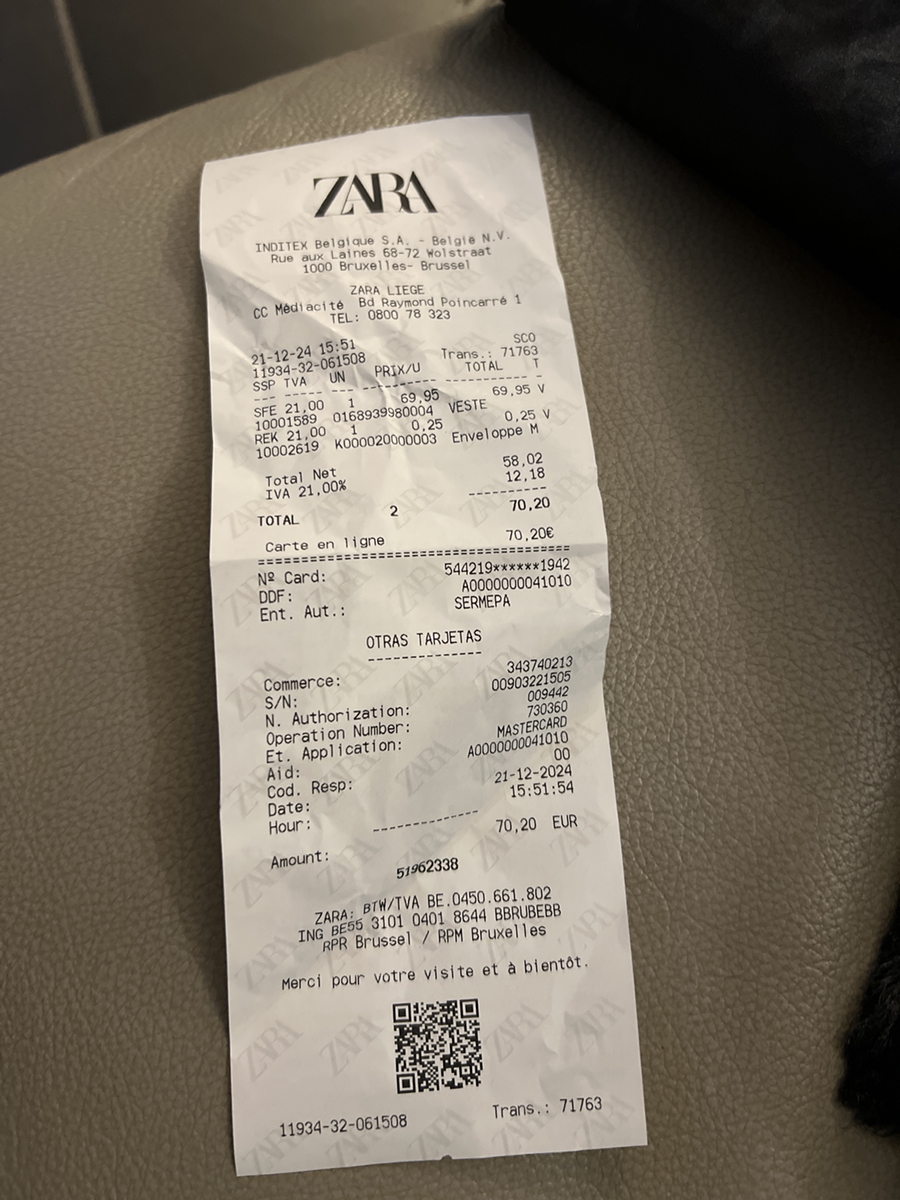 ZARA
INDITEX Belgique S.A. - Belgie N.V.
Rue aux Laines 68-72 Wolstraat
1000 Bruxelles- Brussel
ZARA LIEGE
CC Médiacité Bd Raymond Poincarré 1
TEL: 0800 78 323
21-12-24 15:51 SCO
11934-32-061508 Trans.: 71763
SSP TVA UN PRIX/U TOTAL T
--- --- --- ---------- ----------- -
SFE 21,00 1 69,95 69,95 V
10001589 0168939980004 VESTE
REK 21,00 1 0,25 0,25 V
10002619 K000020000003 Enveloppe M
Total Net 58,02
IVA 21,00% 12,18
----------
TOTAL 2 70,20
Carte en ligne 70,20€
========================================
Nº Card: 544219******1942
DDF: A0000000041010
Ent. Aut.: SERMEPA
OTRAS TARJETAS
--------------
Commerce: 343740213
S/N: 00903221505
N. Authorization: 009442
Operation Number: 730360
Et. Application: MASTERCARD
Aid: A0000000041010
Cod. Resp: 00
Date: 21-12-2024
Hour: 15:51:54
-------------
Amount: 70,20 EUR
51962338
ZARA: BTW/TVA BE.0450.661.802
ING BE55 3101 0401 8644 BBRUBEBB
RPR Brussel / RPM Bruxelles
Merci pour votre visite et à bientôt.
11934-32-061508 Trans.: 71763